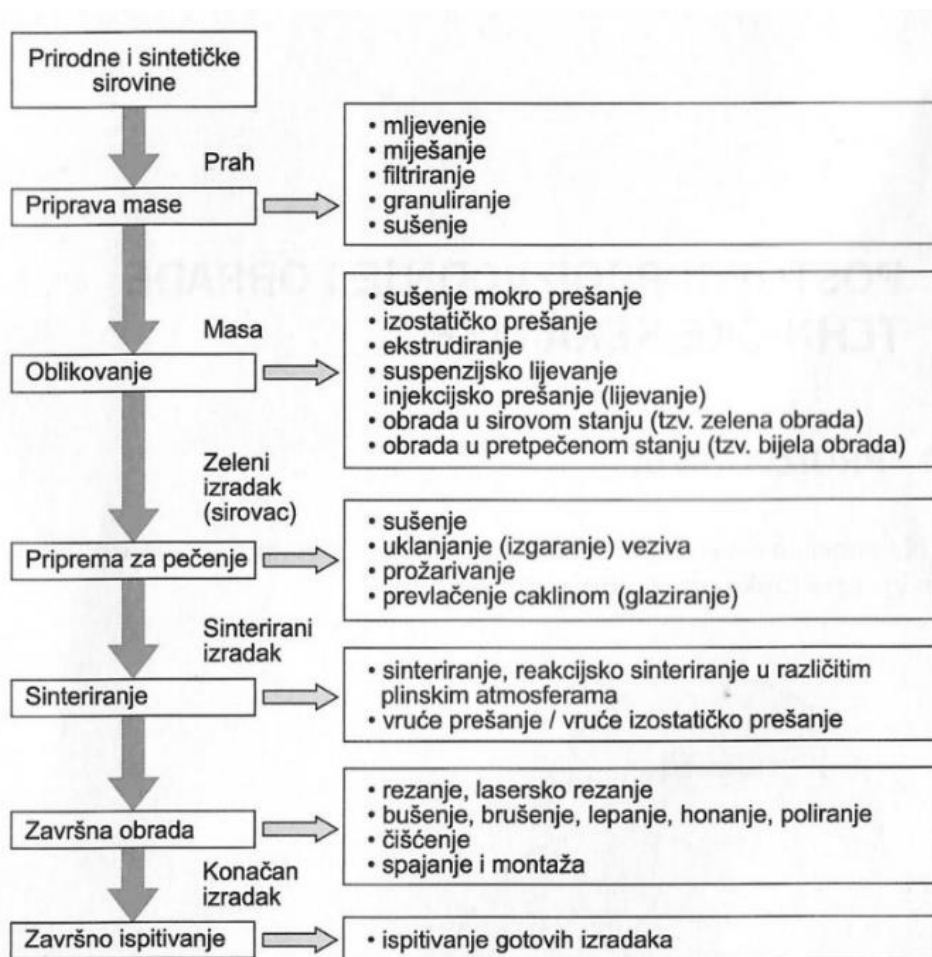 Prirodne i sintetičke
sirovine
Prah
Priprava mase
• mljevenje
• miješanje
• filtriranje
• granuliranje
• sušenje
Masa
Oblikovanje
• sušenje mokro prešanje
• izostatičko prešanje
• ekstrudiranje
• suspenzijsko lijevanje
• injekcijsko prešanje (lijevanje)
• obrada u sirovom stanju (tzv. zelena obrada)
• obrada u pretpečenom stanju (tzv. bijela obrada)
Zeleni
izradak
(sirovac)
Priprema za pečenje
• sušenje
• uklanjanje (izgaranje) veziva
• prožarivanje
• prevlačenje caklinom (glaziranje)
Sinterirani
izradak
Sinteriranje
• sinteriranje, reakcijsko sinteriranje u različitim
plinskim atmosferama
• vruće prešanje / vruće izostatičko prešanje
Završna obrada
• rezanje, lasersko rezanje
• bušenje, brušenje, lepanje, honanje, poliranje
• čišćenje
• spajanje i montaža
Konačan
izradak
Završno ispitivanje
• ispitivanje gotovih izradaka